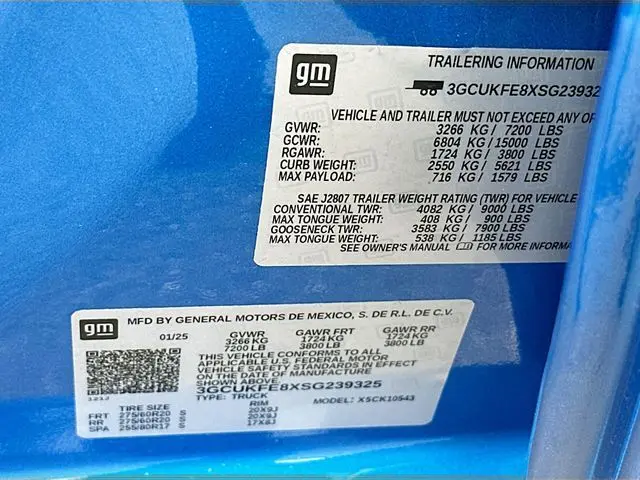 gm
TRAILERING INFORMATION
3GCUKFE8XSG23932
VEHICLE AND TRAILER MUST NOT EXCEED ANY OF
GVWR: 3266 KG / 7200 LBS
GCWR: 6804 KG / 15000 LBS
RGAWR: 1724 KG / 3800 LBS
CURB WEIGHT: 2550 KG / 5621 LBS
MAX PAYLOAD: 716 KG / 1579 LBS
SAE J2807 TRAILER WEIGHT RATING (TWR) FOR VEHICLE
CONVENTIONAL TWR: 4082 KG / 9000 LBS
MAX TONGUE WEIGHT: 408 KG / 900 LBS
GOOSENECK TWR: 3583 KG / 7900 LBS
MAX TONGUE WEIGHT: 538 KG / 1185 LBS
SEE OWNER'S MANUAL FOR MORE INFORMA
gm
MFD BY GENERAL MOTORS DE MEXICO, S. DE R.L. DE C.V.
01/25 GVWR GAWR FRT GAWR RR
3266 KG 1724 KG 1724 KG
7200 LB 3800 LB 3800 LB
THIS VEHICLE CONFORMS TO ALL
APPLICABLE U.S. FEDERAL MOTOR
VEHICLE SAFETY STANDARDS IN EFFECT
ON THE DATE OF MANUFACTURE
SHOWN ABOVE
3GCUKFE8XSG239325
TYPE: TRUCK MODEL: X5CK10543
TIRE SIZE RIM
FRT 275/60R20 S 20X9J
RR 275/60R20 S 20X9J
SPA 255/80R17 S 17X8J